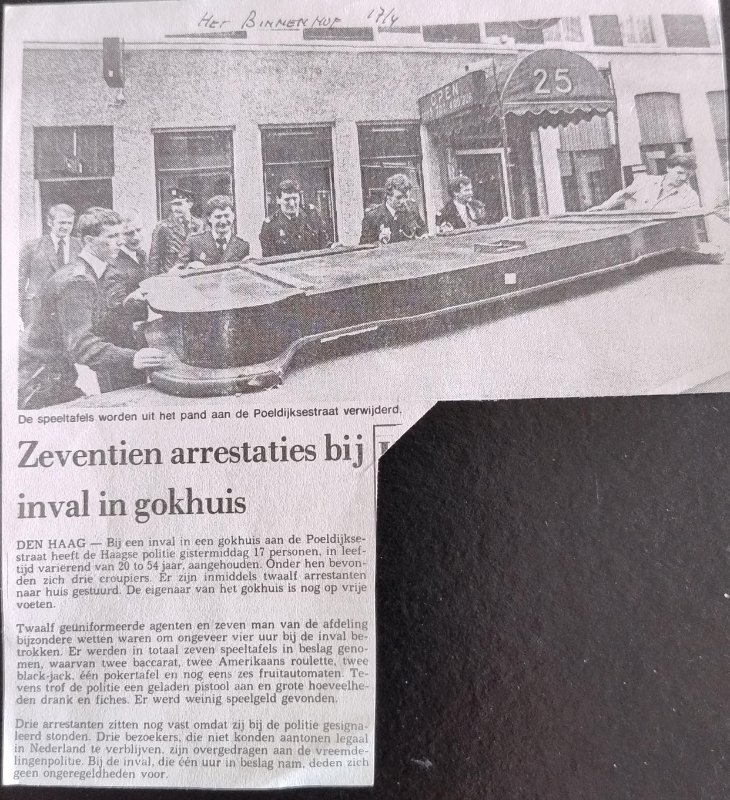 HET BINNENHOF 17/4
OPEN
25
De speeltafels worden uit het pand aan de Poeldijksestraat verwijderd.
Zeventien arrestaties bij
inval in gokhuis
DEN HAAG — Bij een inval in een gokhuis aan de Poeldijkse-
straat heeft de Haagse politie gistermiddag 17 personen, in leef-
tijd variërend van 20 to 54 jaar, aangehouden. Onder hen bevon-
den zich drie croupiers. Er zijn inmiddels twaalf arrestanten
naar huis gestuurd. De eigenaar van het gokhuis is nog op vrije
voeten.
Twaalf geüniformeerde agenten en zeven man van de afdeling
bijzondere wetten waren om ongeveer vier uur bij de inval be-
trokken. Er werden in totaal zeven speeltafels in beslag geno-
men, waarvan twee baccarat, twee Amerikaans roulette, twee
black-jack, één pokertafel en nog eens zes fruitautomaten. Te-
vens trof de politie een geladen pistool aan en grote hoeveelhe-
den drank en fiches. Er werd weinig speelgeld gevonden.
Drie arrestanten zitten nog vast omdat zij bij de politie gesigna-
leerd stonden. Drie bezoekers, die niet konden aantonen legaal
in Nederland te verblijven, zijn overgedragen aan de vreemde-
lingenpolitie. Bij de inval, die één uur in beslag nam, deden zich
geen ongeregeldheden voor.